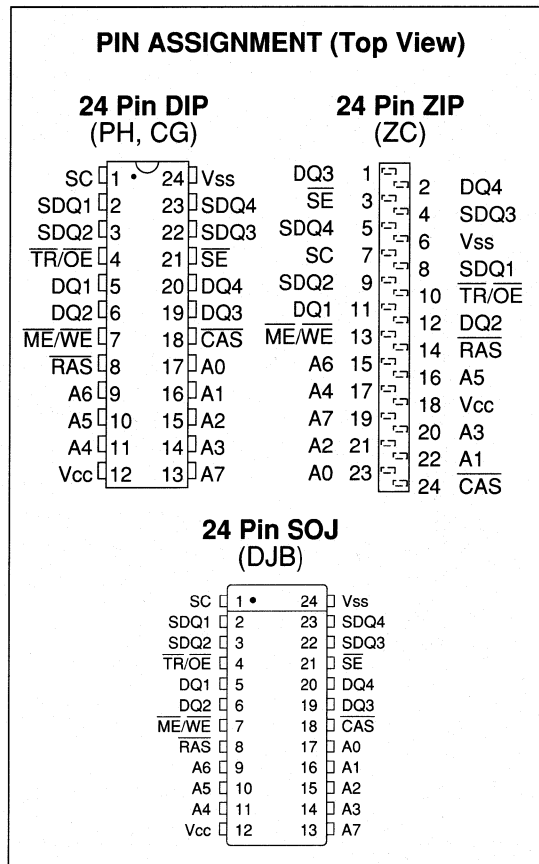 PIN ASSIGNMENT (Top View)
24 Pin DIP
(PH, CG)
SC 1 24 Vss
SDQ1 2 23 SDQ4
SDQ2 3 22 SDQ3
TR/OE 4 21 SE
DQ1 5 20 DQ4
DQ2 6 19 DQ3
ME/WE 7 18 CAS
RAS 8 17 A0
A6 9 16 A1
A5 10 15 A2
A4 11 14 A3
Vcc 12 13 A7
24 Pin ZIP
(ZC)
DQ3 1
2 DQ4
SE 3
4 SDQ3
SDQ4 5
6 Vss
SC 7
8 SDQ1
SDQ2 9
10 TR/OE
DQ1 11
12 DQ2
ME/WE 13
14 RAS
A6 15
16 A5
A4 17
18 Vcc
A7 19
20 A3
A2 21
22 A1
A0 23
24 CAS
24 Pin SOJ
(DJB)
SC 1 24 Vss
SDQ1 2 23 SDQ4
SDQ2 3 22 SDQ3
TR/OE 4 21 SE
DQ1 5 20 DQ4
DQ2 6 19 DQ3
ME/WE 7 18 CAS
RAS 8 17 A0
A6 9 16 A1
A5 10 15 A2
A4 11 14 A3
Vcc 12 13 A7